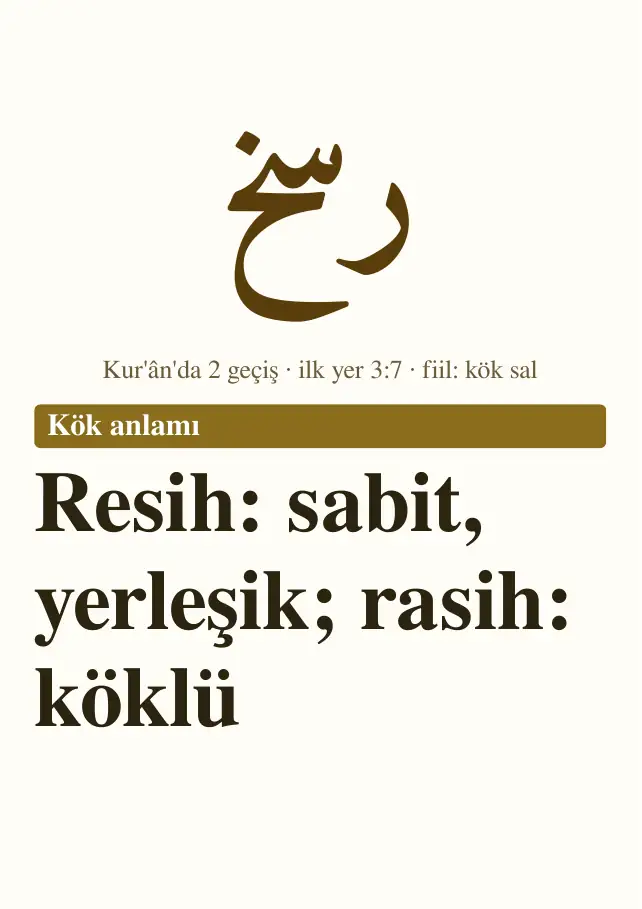 رسخ
Kur'ân'da 2 geçiş · ilk yer 3:7 · fiil: kök sal
Kök anlamı
Resih: sabit,
yerleşik; rasih:
köklü